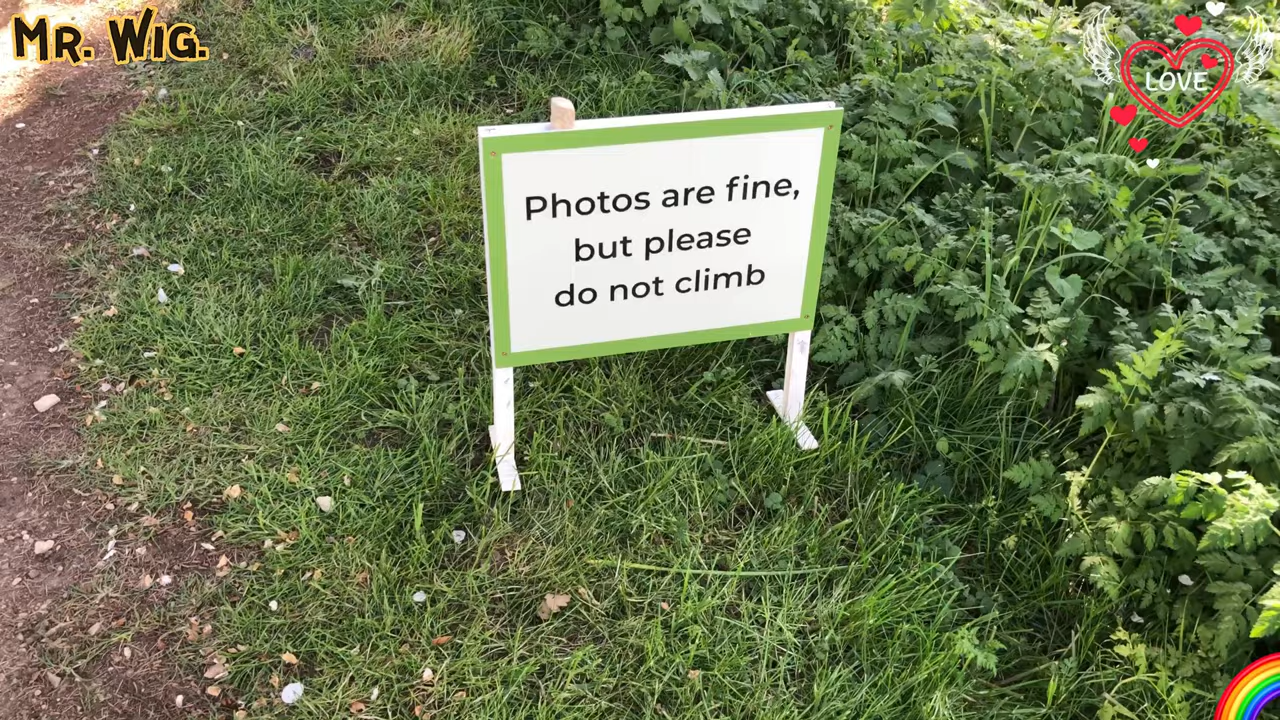 MR. WIG.
LOVE
Photos are fine,
but please
do not climb